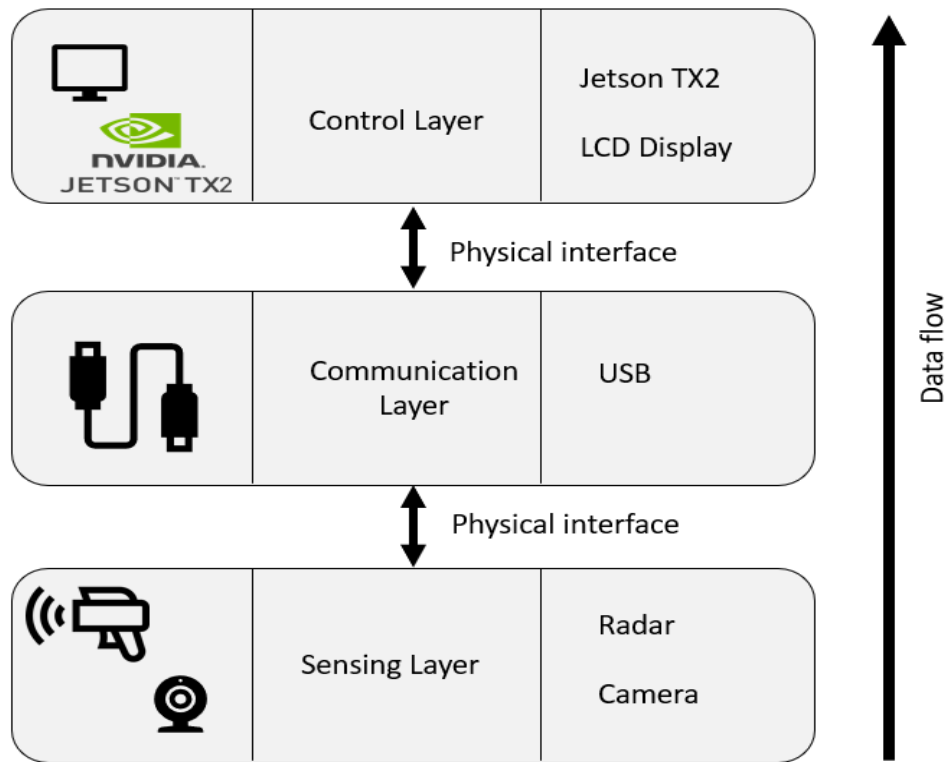 NVIDIA.
JETSON™ TX2
Control Layer
Jetson TX2
LCD Display
Physical interface
Communication
Layer
USB
Physical interface
Sensing Layer
Radar
Camera
Data flow